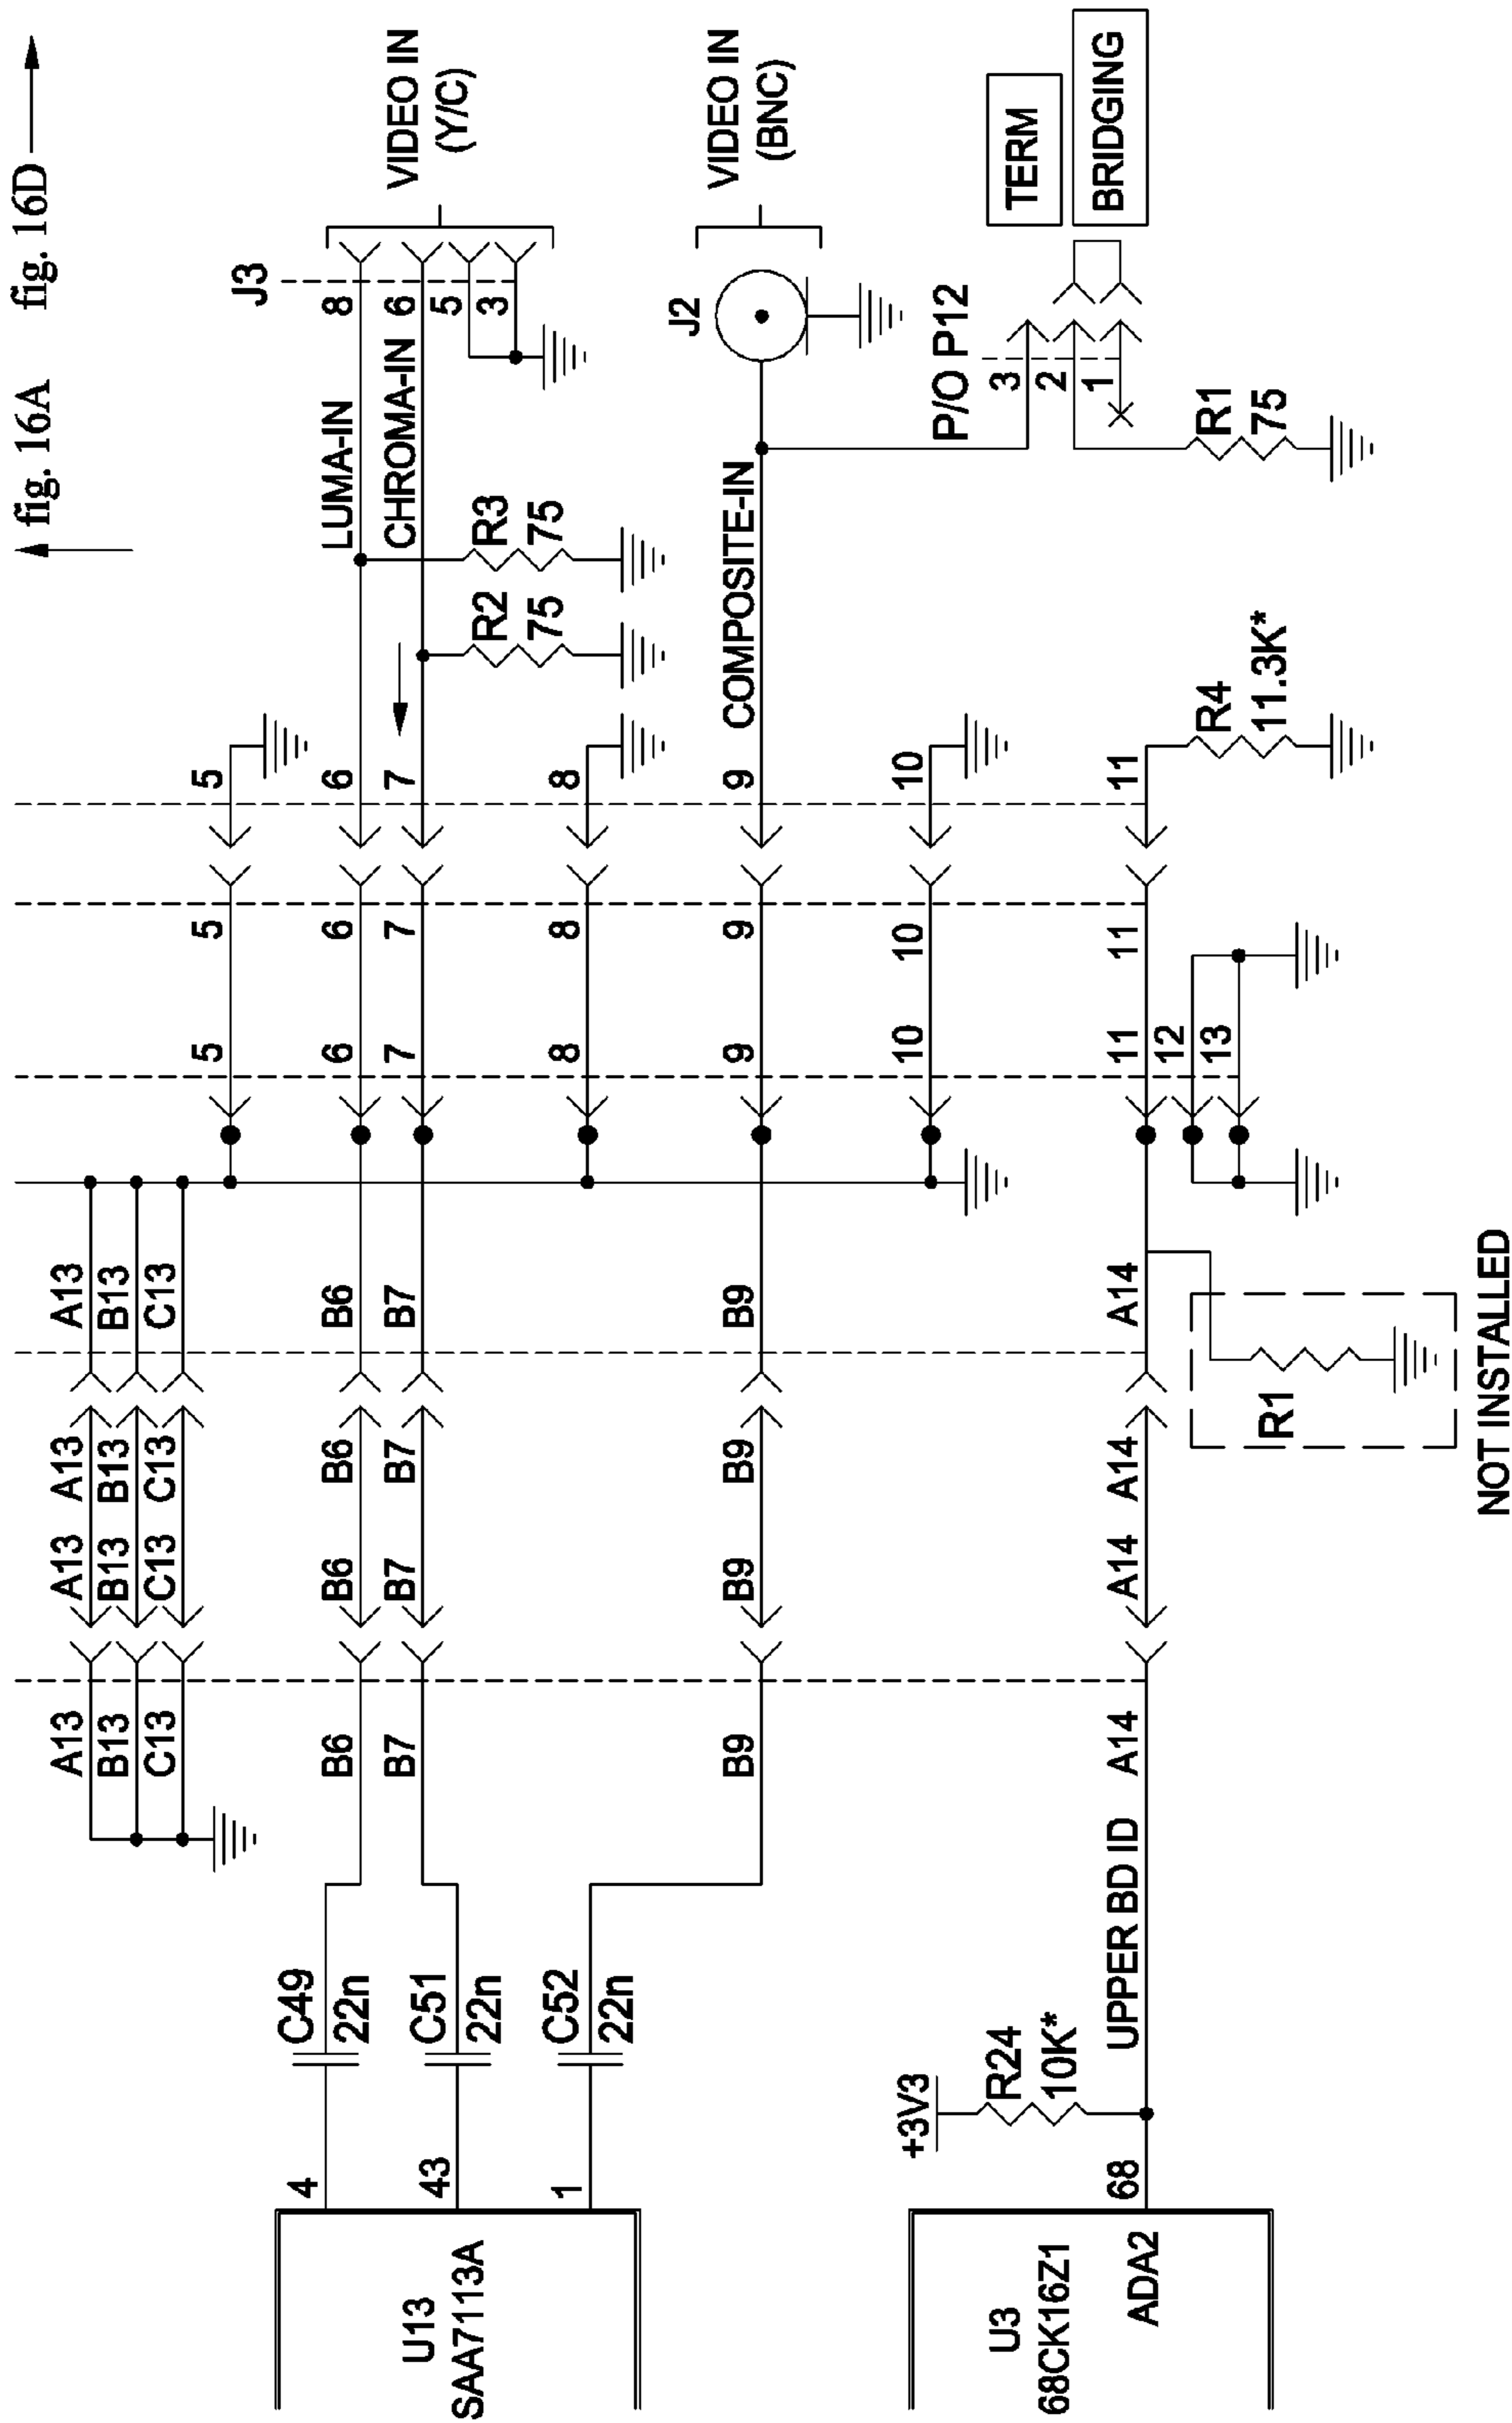 fig. 16A
fig. 16D
J3
8
6
5
3
VIDEO IN
(Y/C)
LUMA-IN
CHROMA-IN
R3
75
R2
75
J2
VIDEO IN
(BNC)
COMPOSITE-IN
P/O P12
3
2
1
TERM
BRIDGING
R1
75
R4
11.3K*
5
6
7
8
9
10
11
5
6
7
8
9
10
11
5
6
7
8
9
10
11
12
13
A13
B13
C13
B6
B7
B9
A14
R1
NOT INSTALLED
A13
B13
C13
B6
B7
B9
A14
A13
B13
C13
B6
B7
B9
A14
A13
B13
C13
B6
B7
B9
A14
UPPER BD ID
C49
22n
C51
22n
C52
22n
+3V3
R24
10K*
4
43
1
68
U13
SAA7113A
U3
68CK16Z1
ADA2